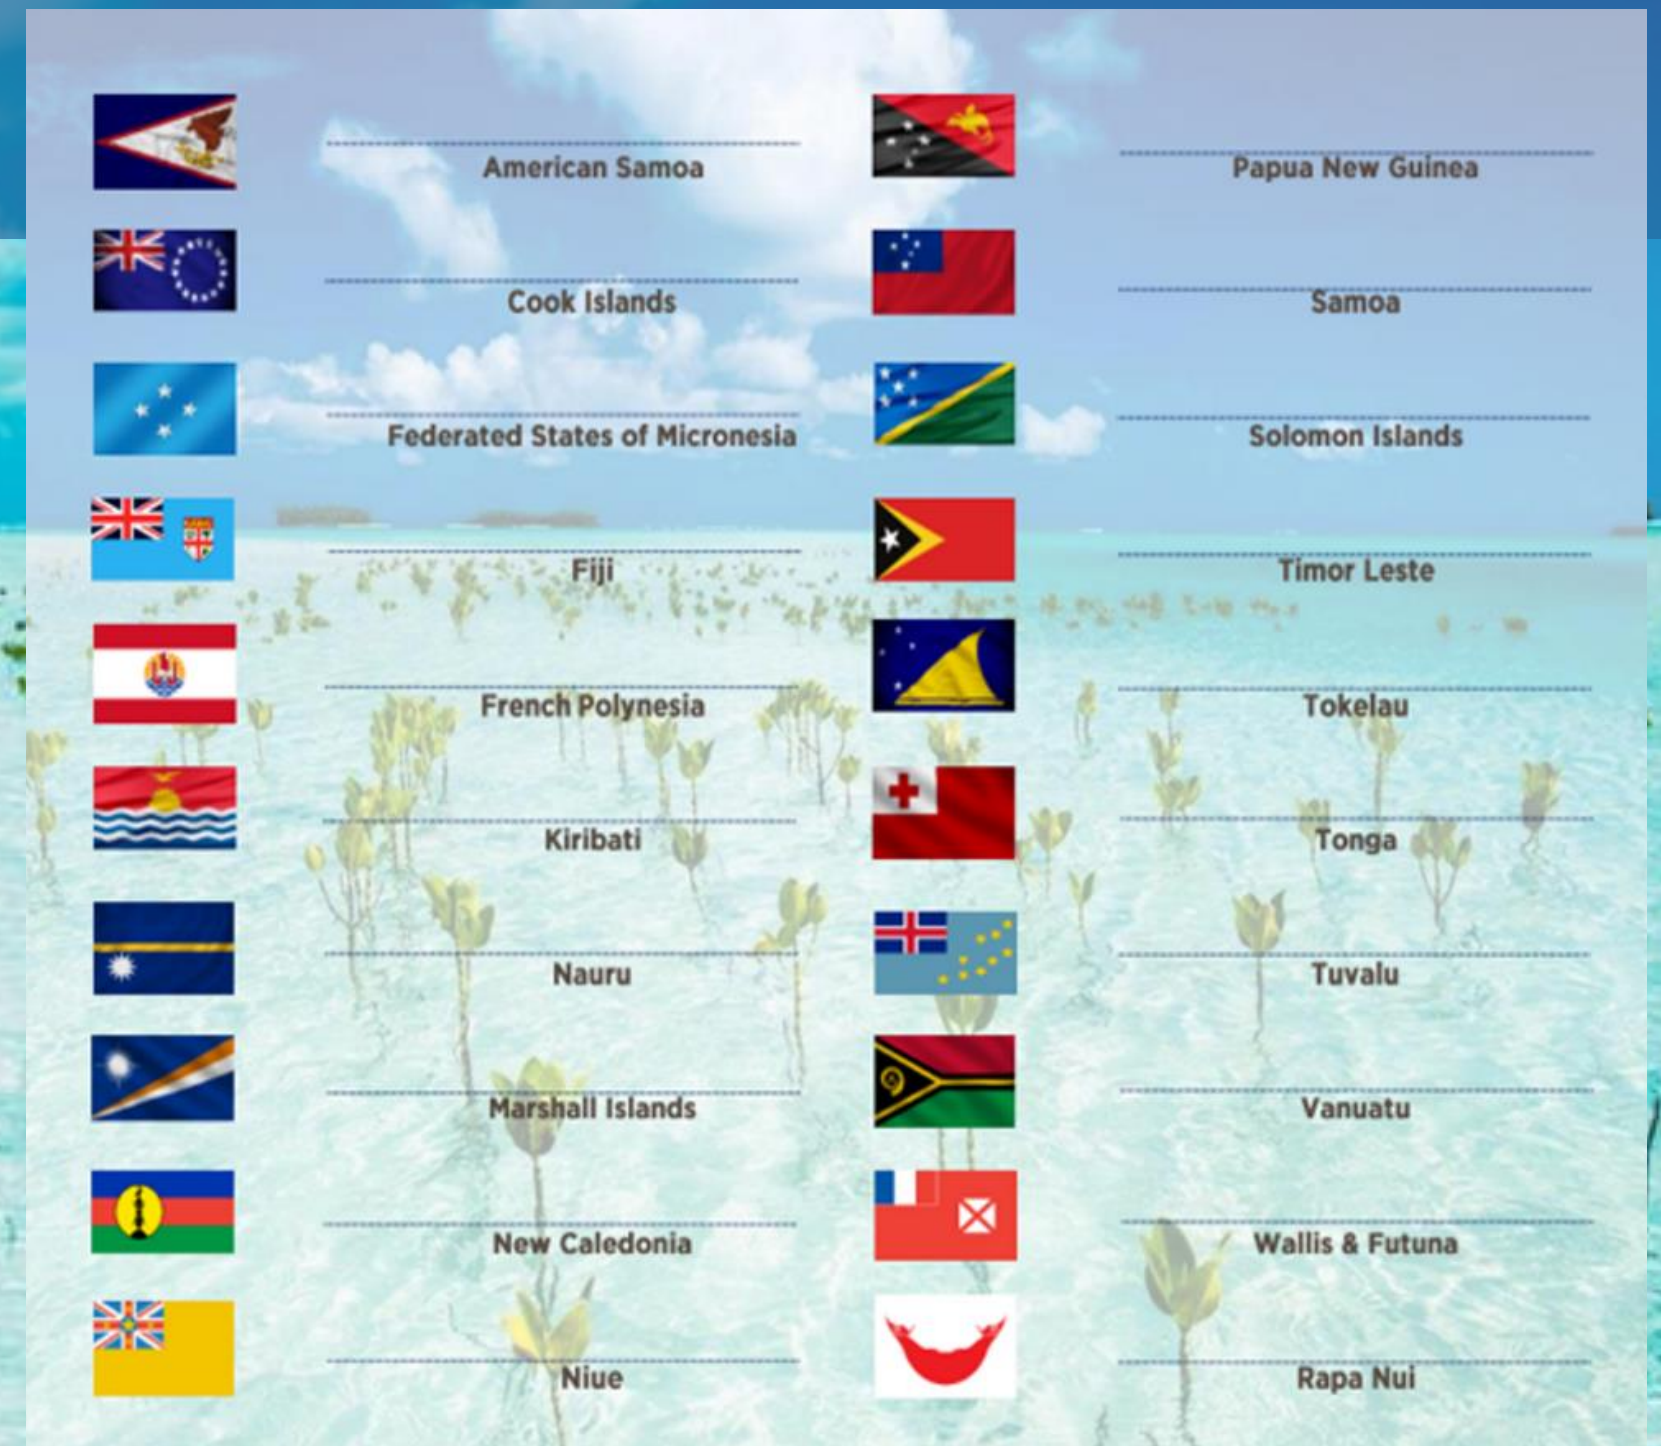 American Samoa
Papua New Guinea
Cook Islands
Samoa
Federated States of Micronesia
Solomon Islands
Fiji
Timor Leste
French Polynesia
Tokelau
Kiribati
Tonga
Nauru
Tuvalu
Marshall Islands
Vanuatu
New Caledonia
Wallis & Futuna
Niue
Rapa Nui